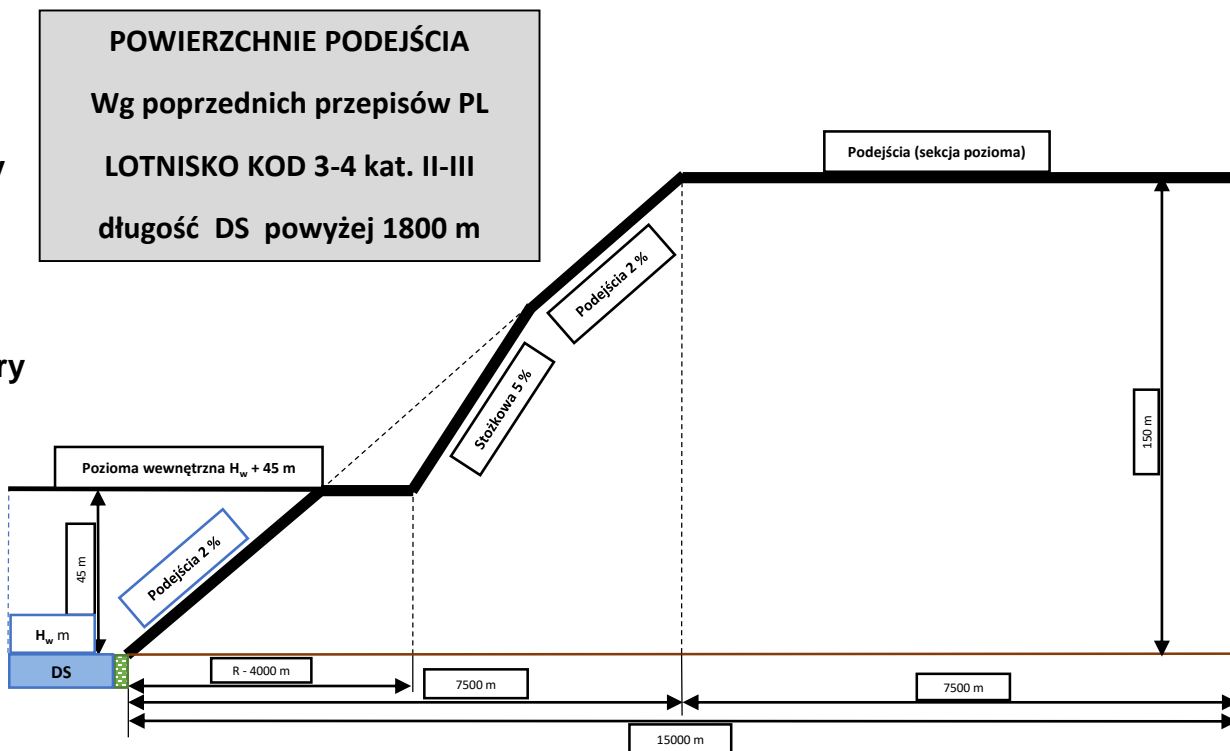 POWIERZCHNIE PODEJŚCIA
Wg poprzednich przepisów PL
LOTNISKO KOD 3-4 kat. II-III
długość DS powyżej 1800 m
y
ry
Podejścia (sekcja pozioma)
Podejścia 2 %
Stożkowa 5 %
150 m
Pozioma wewnętrzna Hw + 45 m
45 m
Podejścia 2 %
Hw m
DS
R - 4000 m
7500 m
7500 m
15000 m